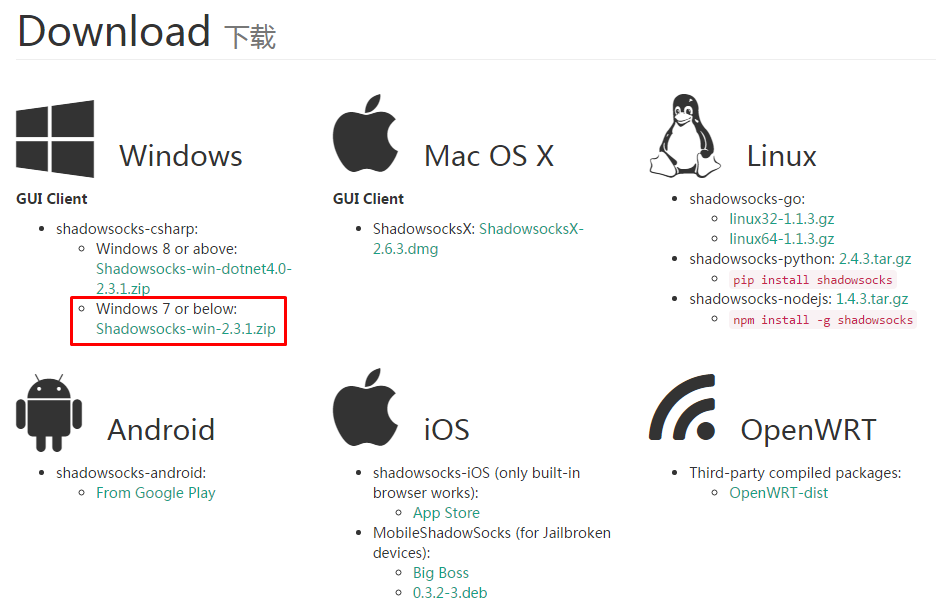 Download 下载
Windows
GUI Client
shadowsocks-csharp:
Windows 8 or above:
Shadowsocks-win-dotnet4.0-
2.3.1.zip
Windows 7 or below:
Shadowsocks-win-2.3.1.zip
Mac OS X
GUI Client
ShadowsocksX: ShadowsocksX-
2.6.3.dmg
Linux
shadowsocks-go:
linux32-1.1.3.gz
linux64-1.1.3.gz
shadowsocks-python: 2.4.3.tar.gz
pip install shadowsocks
shadowsocks-nodejs: 1.4.3.tar.gz
npm install -g shadowsocks
Android
shadowsocks-android:
From Google Play
iOS
shadowsocks-iOS (only built-in
browser works):
App Store
MobileShadowSocks (for Jailbroken
devices):
Big Boss
0.3.2-3.deb
OpenWRT
Third-party compiled packages:
OpenWRT-dist